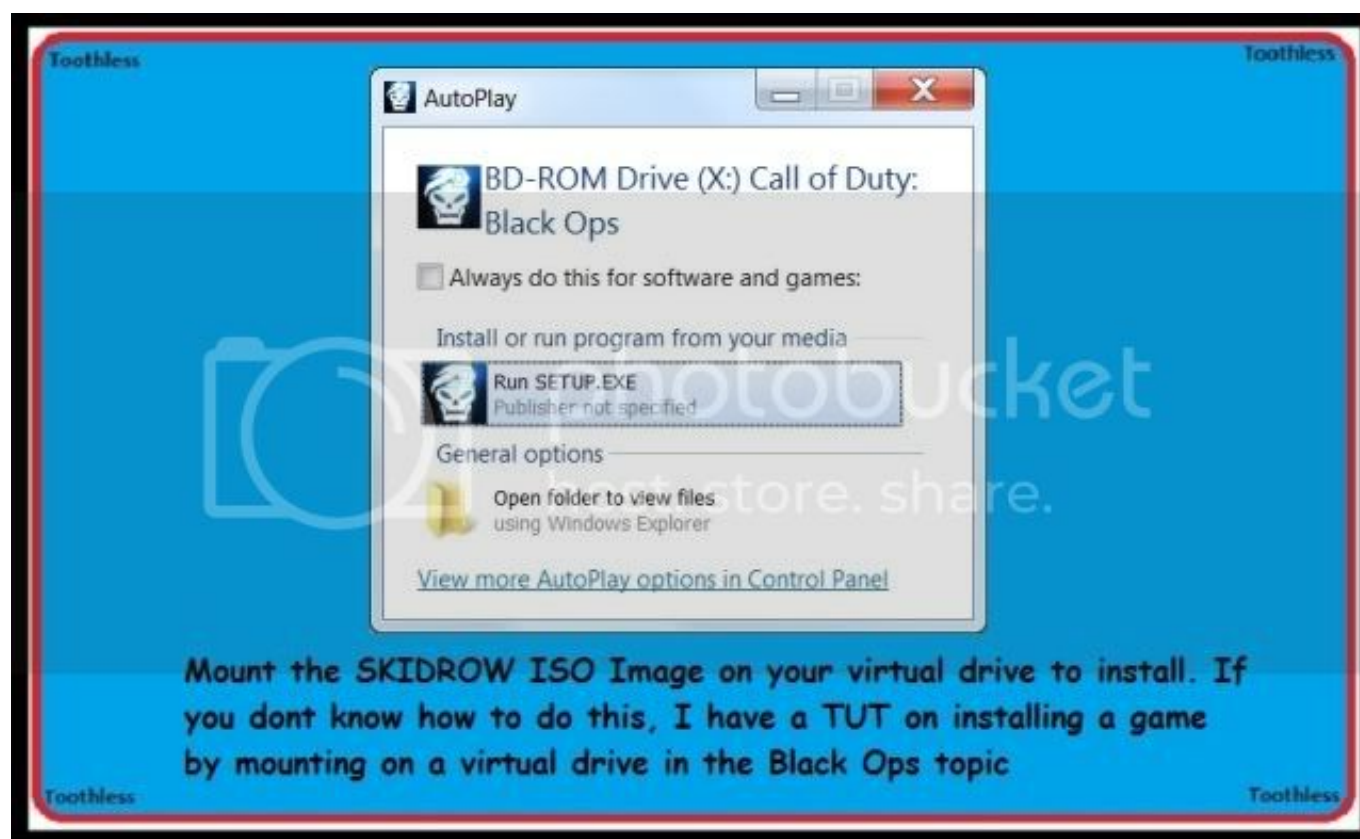 Toothless
Toothless
AutoPlay
BD-ROM Drive (X:) Call of Duty:
Black Ops
Always do this for software and games:
Install or run program from your media
Run SETUP.EXE
Publisher not specified
photobucket
General options
Open folder to view files
host. store. share.
using Windows Explorer
View more AutoPlay options in Control Panel
Mount the SKIDROW ISO Image on your virtual drive to install. If
you dont know how to do this, I have a TUT on installing a game
by mounting on a virtual drive in the Black Ops topic
Toothless
Toothless